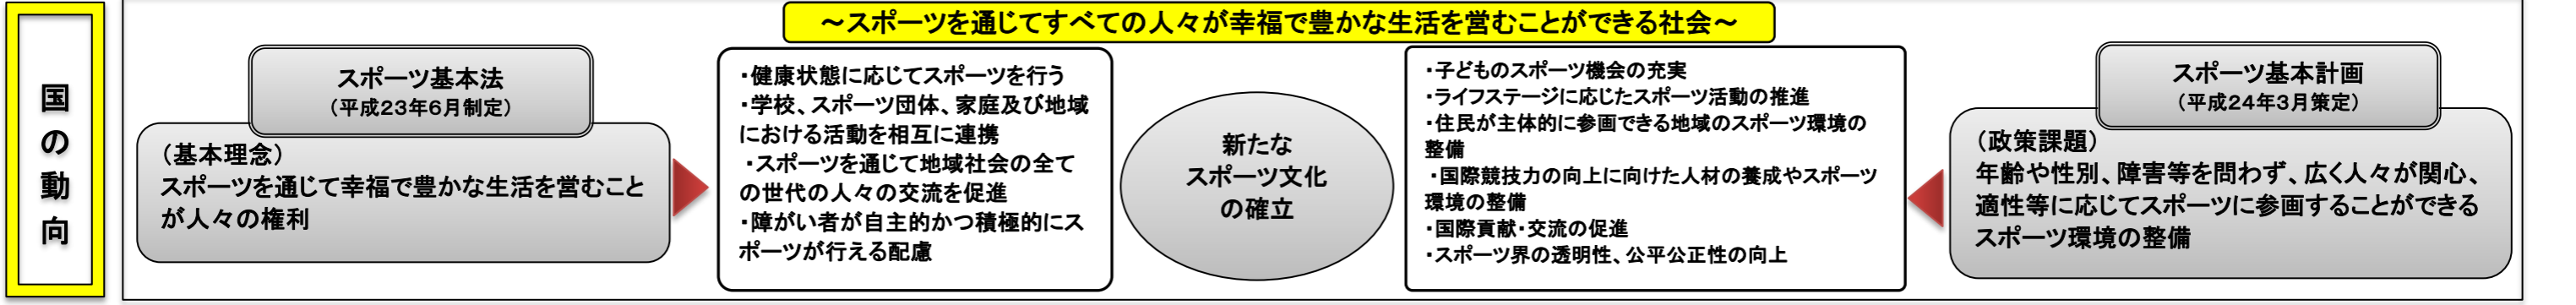 国の動向
～スポーツを通じてすべての人々が幸福で豊かな生活を営むことができる社会～
スポーツ基本法
（平成23年6月制定）
（基本理念）
スポーツを通じて幸福で豊かな生活を営むこと
が人々の権利
・健康状態に応じてスポーツを行う
・学校、スポーツ団体、家庭及び地域
における活動を相互に連携
・スポーツを通じて地域社会の全て
の世代の人々の交流を促進
・障がい者が自主的かつ積極的にス
ポーツが行える配慮
新たな
スポーツ文化
の確立
・子どものスポーツ機会の充実
・ライフステージに応じたスポーツ活動の推進
・住民が主体的に参画できる地域のスポーツ環境の
整備
・国際競技力の向上に向けた人材の養成やスポーツ
環境の整備
・国際貢献・交流の促進
・スポーツ界の透明性、公平公正性の向上
スポーツ基本計画
（平成24年3月策定）
（政策課題）
年齢や性別、障害等を問わず、広く人々が関心、
適性等に応じてスポーツに参画することができる
スポーツ環境の整備